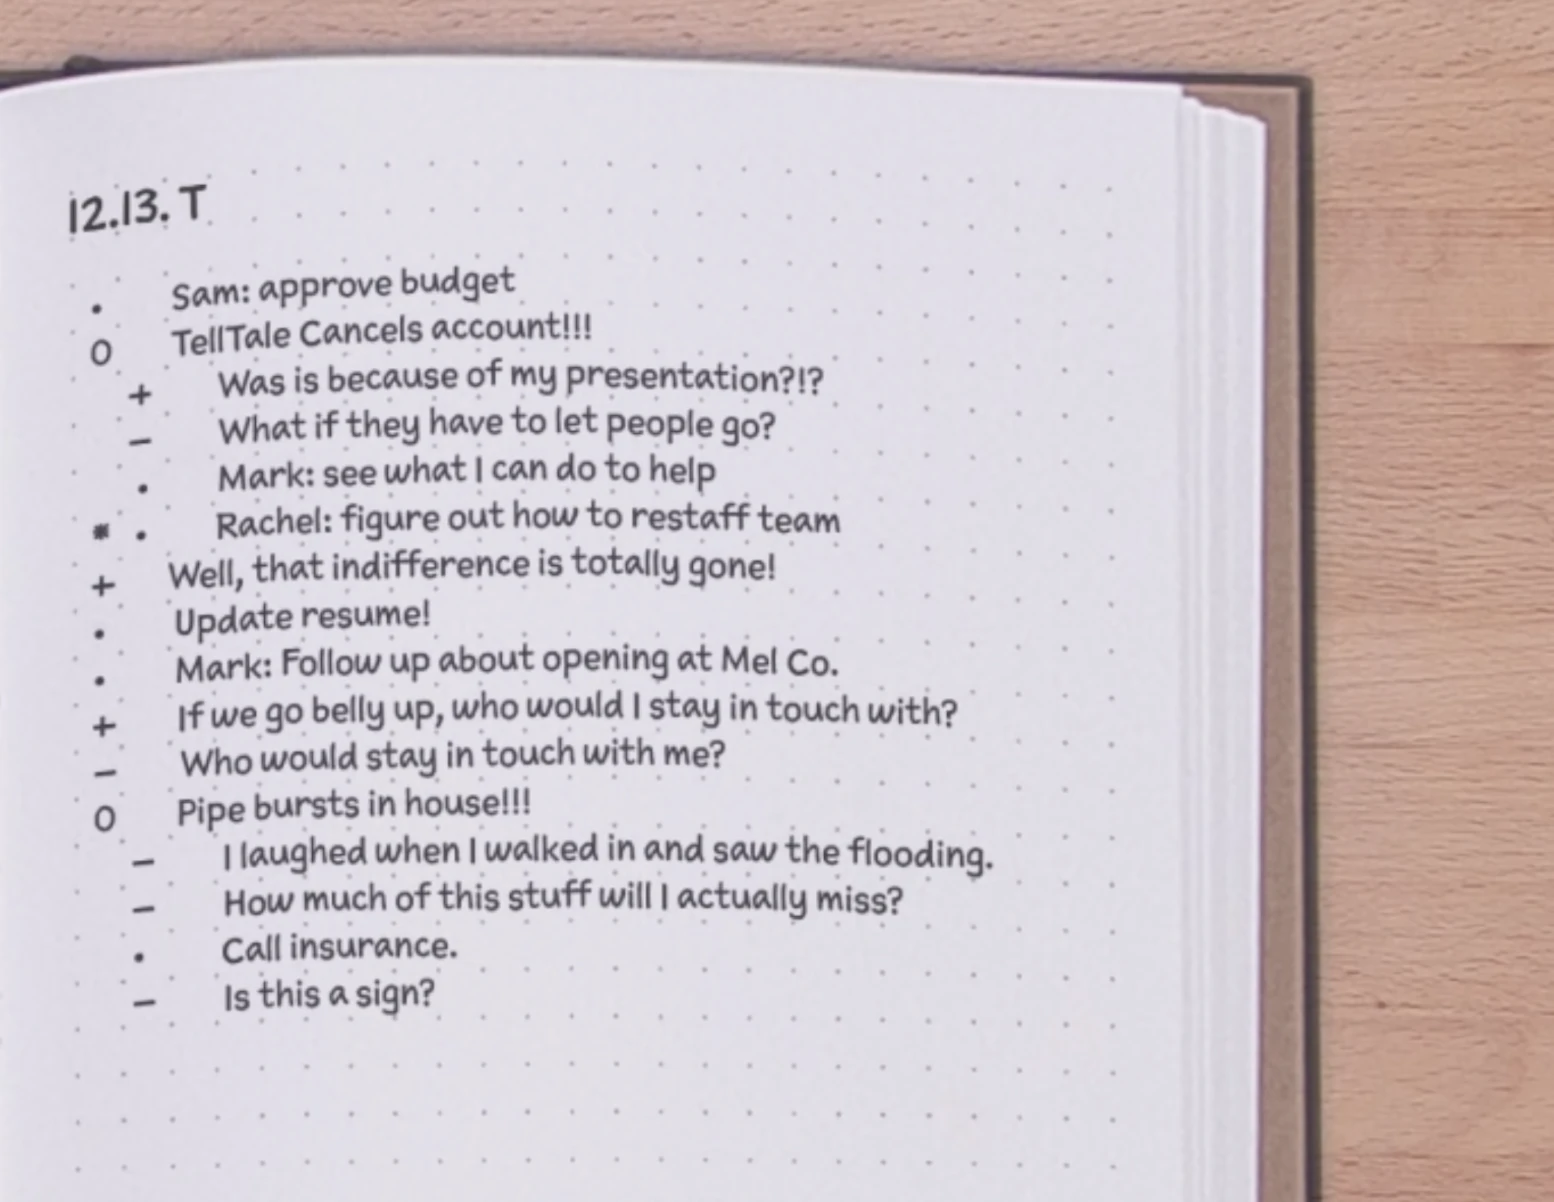 12.13. T
• Sam: approve budget
O TellTale Cancels account!!!
+ Was is because of my presentation?!?
– What if they have to let people go?
• Mark: see what I can do to help
* • Rachel: figure out how to restaff team
+ Well, that indifference is totally gone!
• Update resume!
• Mark: Follow up about opening at Mel Co.
+ If we go belly up, who would I stay in touch with?
– Who would stay in touch with me?
O Pipe bursts in house!!!
– I laughed when I walked in and saw the flooding.
– How much of this stuff will I actually miss?
• Call insurance.
– Is this a sign?